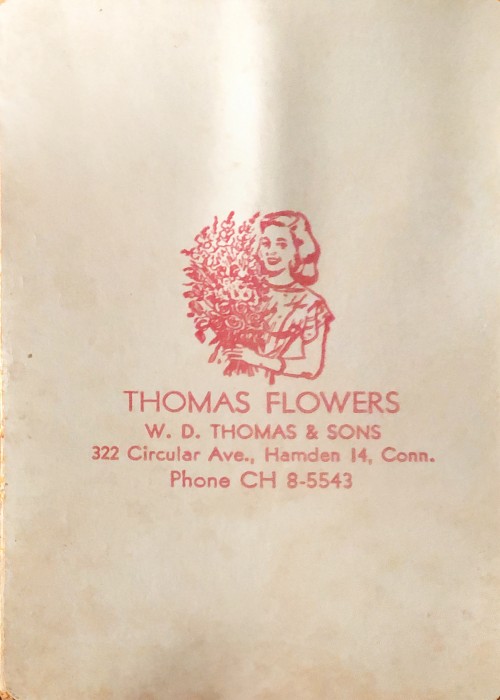 THOMAS FLOWERS
W. D. THOMAS & SONS
322 Circular Ave., Hamden 14, Conn.
Phone CH 8-5543